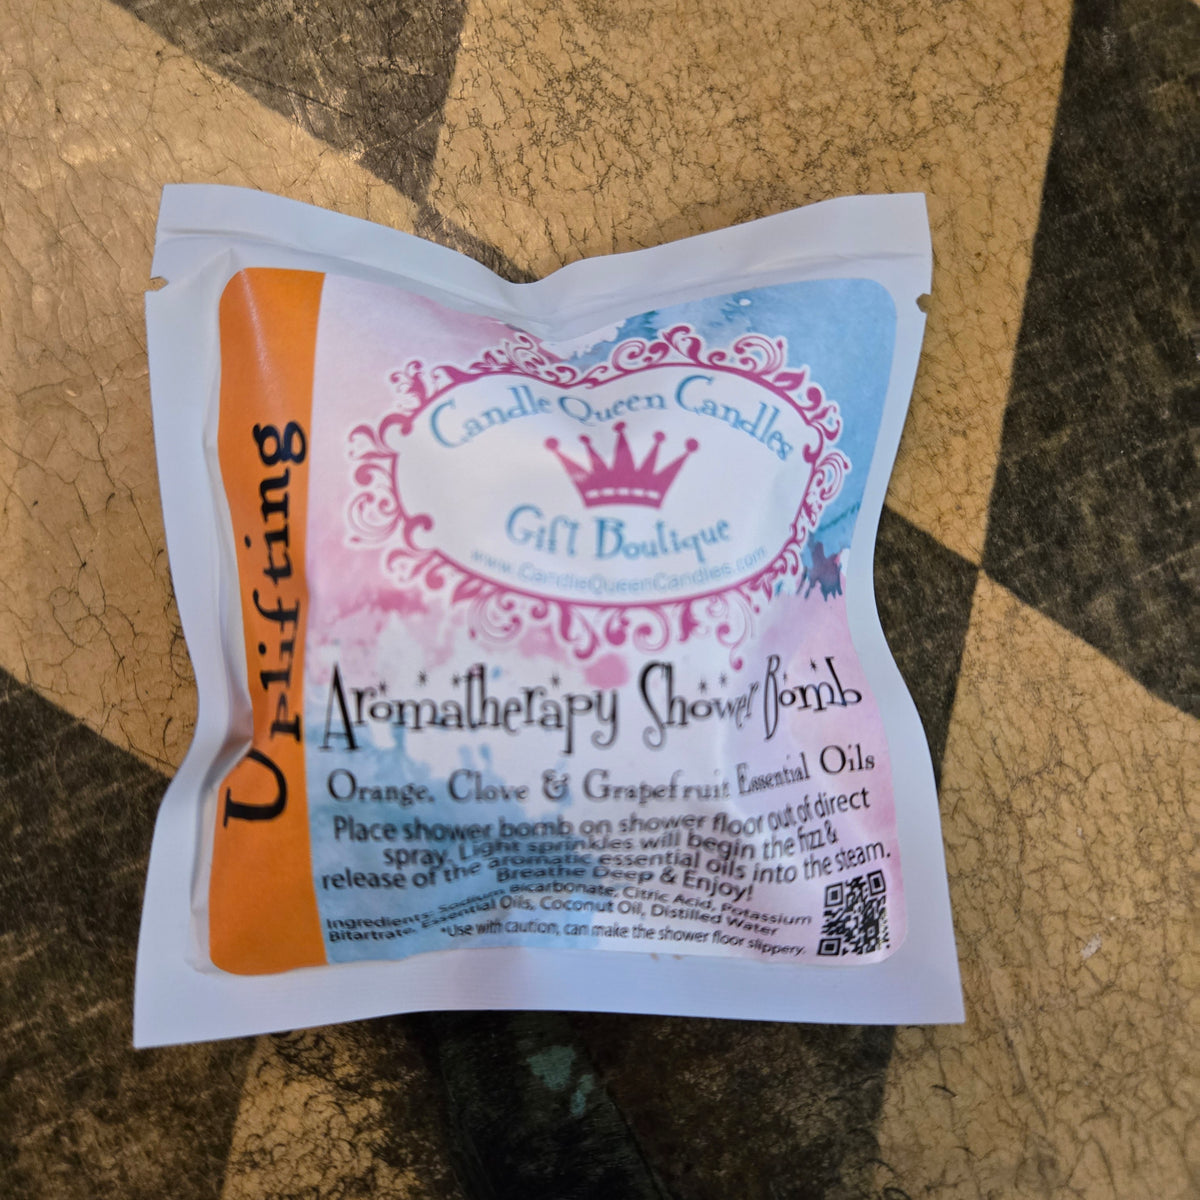 Uplifting
Candle Queen Candles
Gift Boutique
www.CandleQueenCandles.com
Aromatherapy Shower Bomb
Orange, Clove & Grapefruit Essential Oils
Place shower bomb on shower floor out of direct
spray. Light sprinkles will begin the fizz &
release of the aromatic essential oils into the steam.
Breathe Deep & Enjoy!
Ingredients: Sodium Bicarbonate, Citric Acid, Potassium
Bitartrate, Essential Oils, Coconut Oil, Distilled Water
*Use with caution, can make the shower floor slippery.